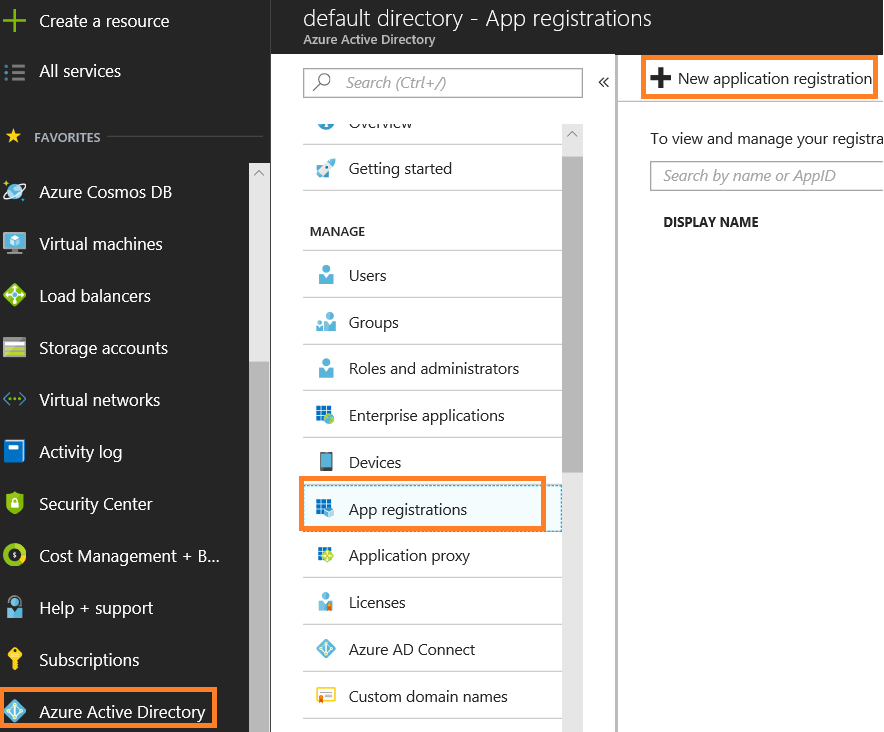 Create a resource
All services
FAVORITES
Azure Cosmos DB
Virtual machines
Load balancers
Storage accounts
Virtual networks
Activity log
Security Center
Cost Management + B...
Help + support
Subscriptions
Azure Active Directory
default directory - App registrations
Azure Active Directory
Search (Ctrl+/)
«
Overview
Getting started
MANAGE
Users
Groups
Roles and administrators
Enterprise applications
Devices
App registrations
Application proxy
Licenses
Azure AD Connect
Custom domain names
New application registration
To view and manage your registra
Search by name or AppID
DISPLAY NAME